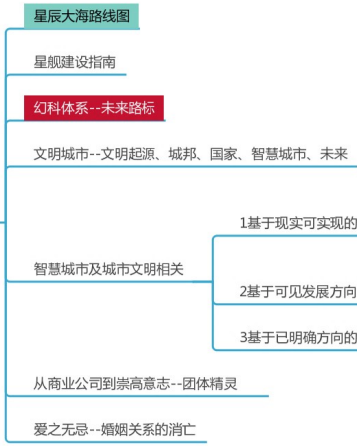 星辰大海路线图
星舰建设指南
幻科体系--未来路标
文明城市--文明起源、城邦、国家、智慧城市、未来
1基于现实可实现的
智慧城市及城市文明相关
2基于可见发展方向
3基于已明确方向的
从商业公司到崇高意志--团体精灵
爱之无忌--婚姻关系的消亡